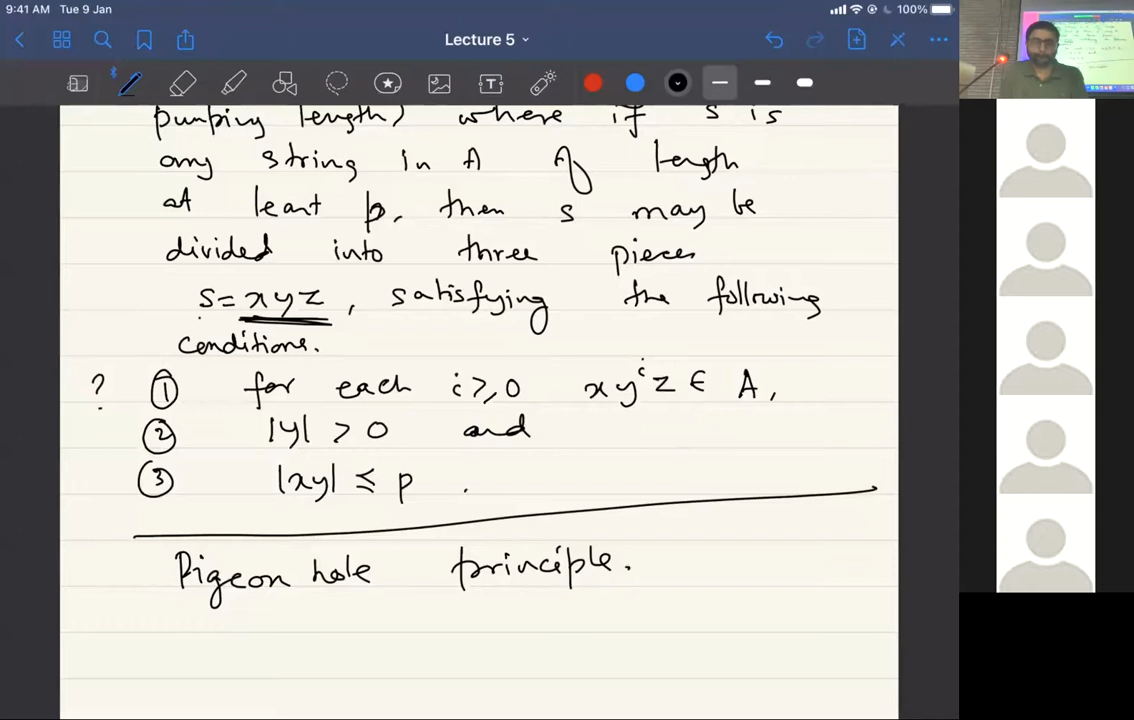 9:41 AM Tue 9 Jan
100%
Lecture 5
pumping length) where if s is
any string in A of length
at least p, then s may be
divided into three pieces
s = xyz, satisfying the following
conditions.
? ① for each i ≥ 0 xyⁱz ∈ A,
② |y| > 0 and
③ |xy| ≤ p.
Pigeon hole principle.